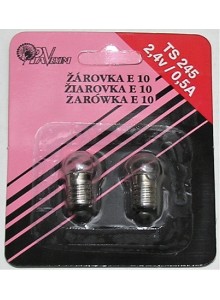 ŽÁROVKA E 10
ŽIAROVKA E 10
ŻARÓWKA E 10
TS 245
2,4V / 0,5A